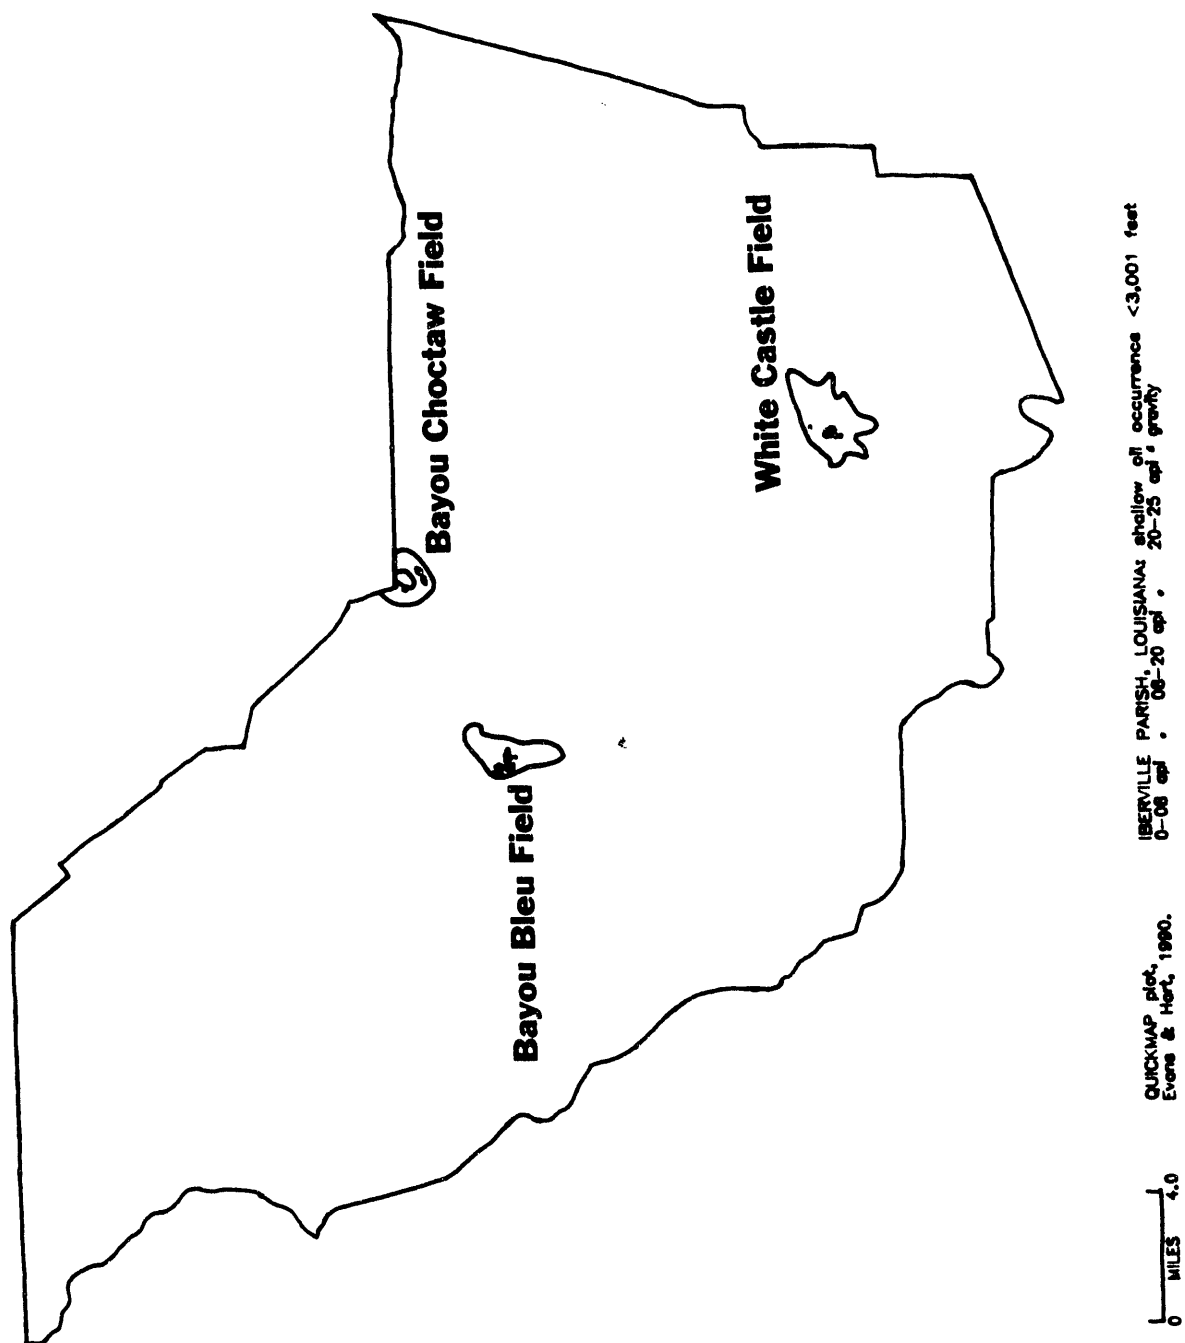 Bayou Choctaw Field
White Castle Field
Bayou Bleu Field
0 MILES 4.0
QUICKMAP plot,
Evans & Hart, 1990.
IBERVILLE PARISH, LOUISIANA: shallow oil occurrence <3,001 feet
0-08 api . 08-20 api . 20-25 api ° gravity